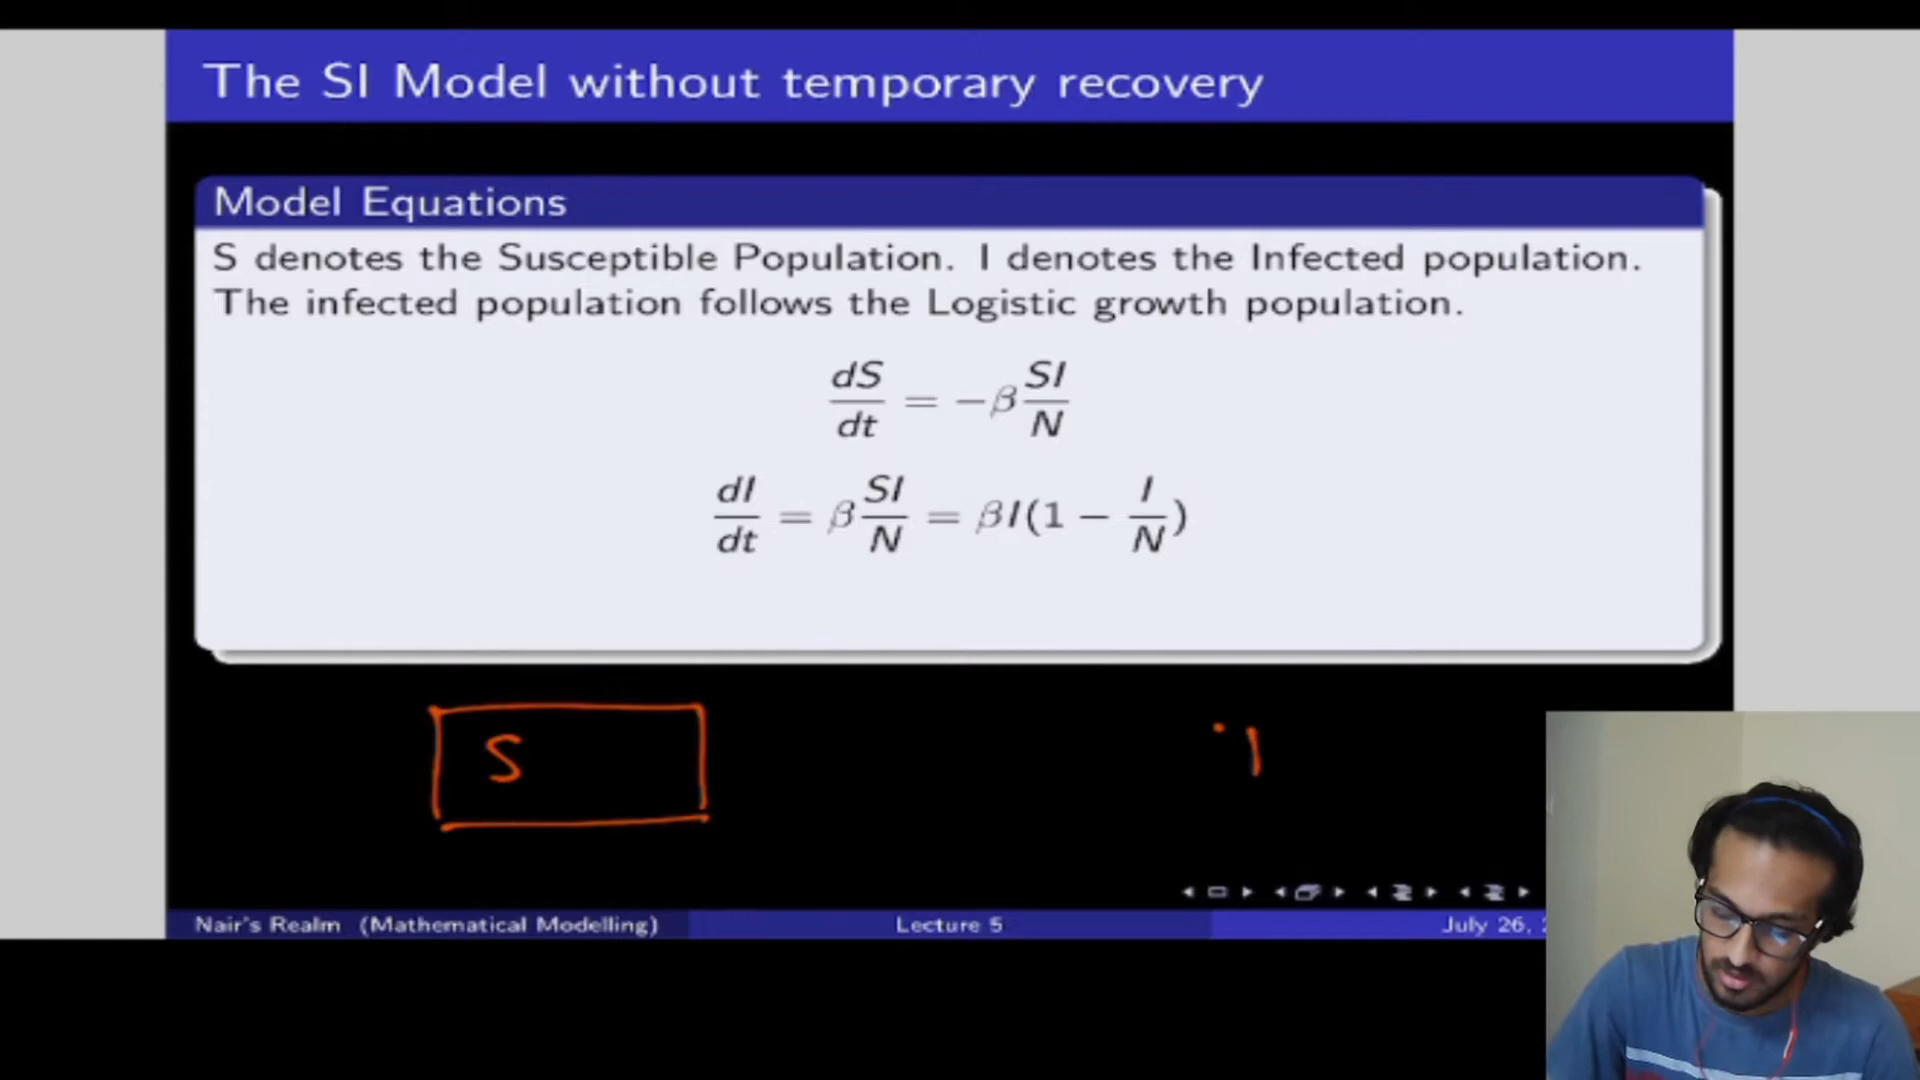 The SI Model without temporary recovery
Model Equations
S denotes the Susceptible Population. I denotes the Infected population.
The infected population follows the Logistic growth population.
dS/dt = −β SI/N
dI/dt = β SI/N = βI(1 − I/N)
S I
Nair's Realm (Mathematical Modelling) Lecture 5 July 26,